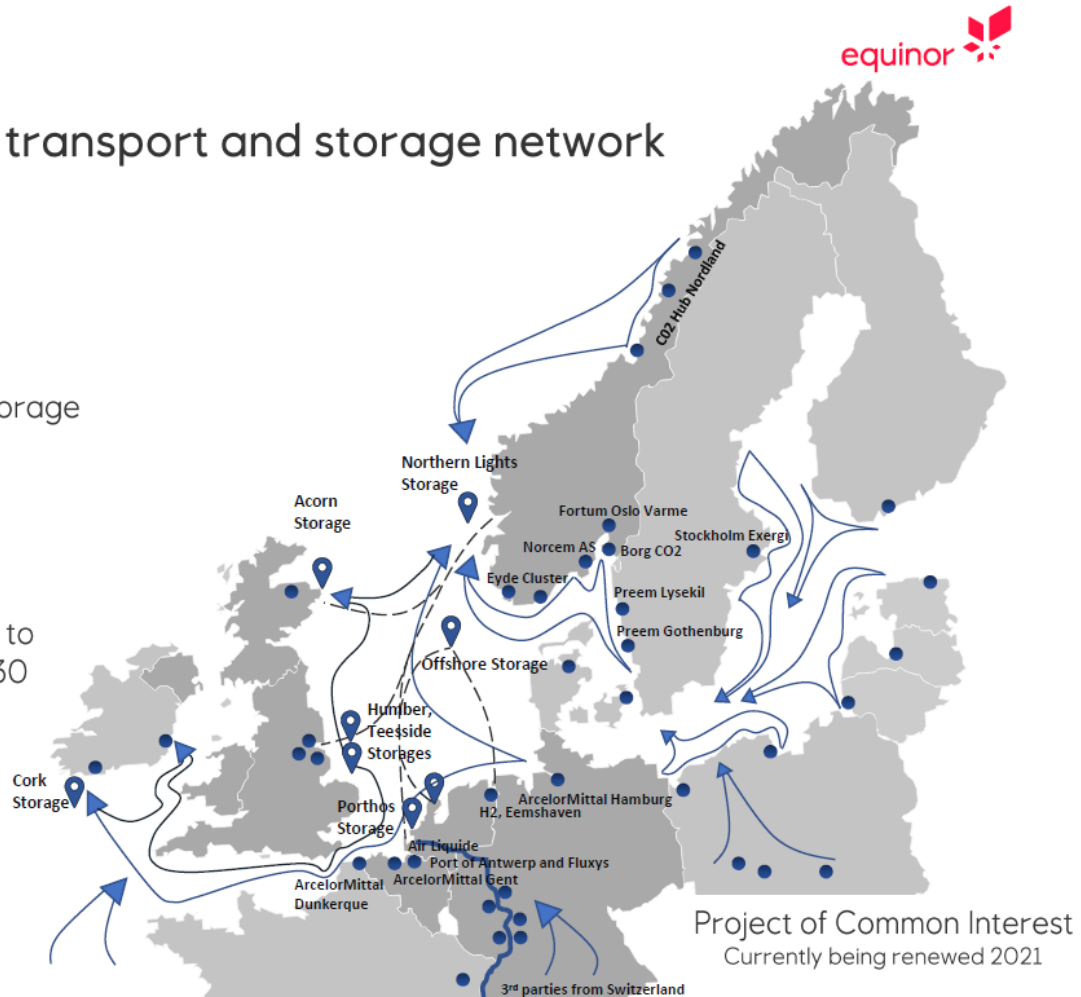 equinor
transport and storage network
orage
to
30
C02 Hub Nordland
Northern Lights
Storage
Acorn
Storage
Fortum Oslo Varme
Norcem AS
Borg CO2
Stockholm Exergi
Eyde Cluster
Preem Lysekil
Preem Gothenburg
Offshore Storage
Humber,
Teesside
Storages
Cork
Storage
Porthos
Storage
ArcelorMittal Hamburg
H2, Eemshaven
Air Liquide
Port of Antwerp and Fluxys
ArcelorMittal Gent
ArcelorMittal
Dunkerque
Project of Common Interest
Currently being renewed 2021
3rd parties from Switzerland